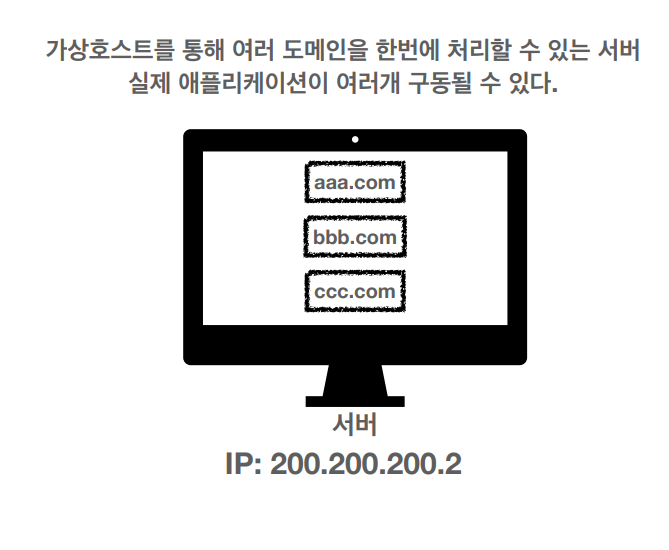 가상호스트를 통해 여러 도메인을 한번에 처리할 수 있는 서버
실제 애플리케이션이 여러개 구동될 수 있다.
aaa.com
bbb.com
ccc.com
서버
IP: 200.200.200.2